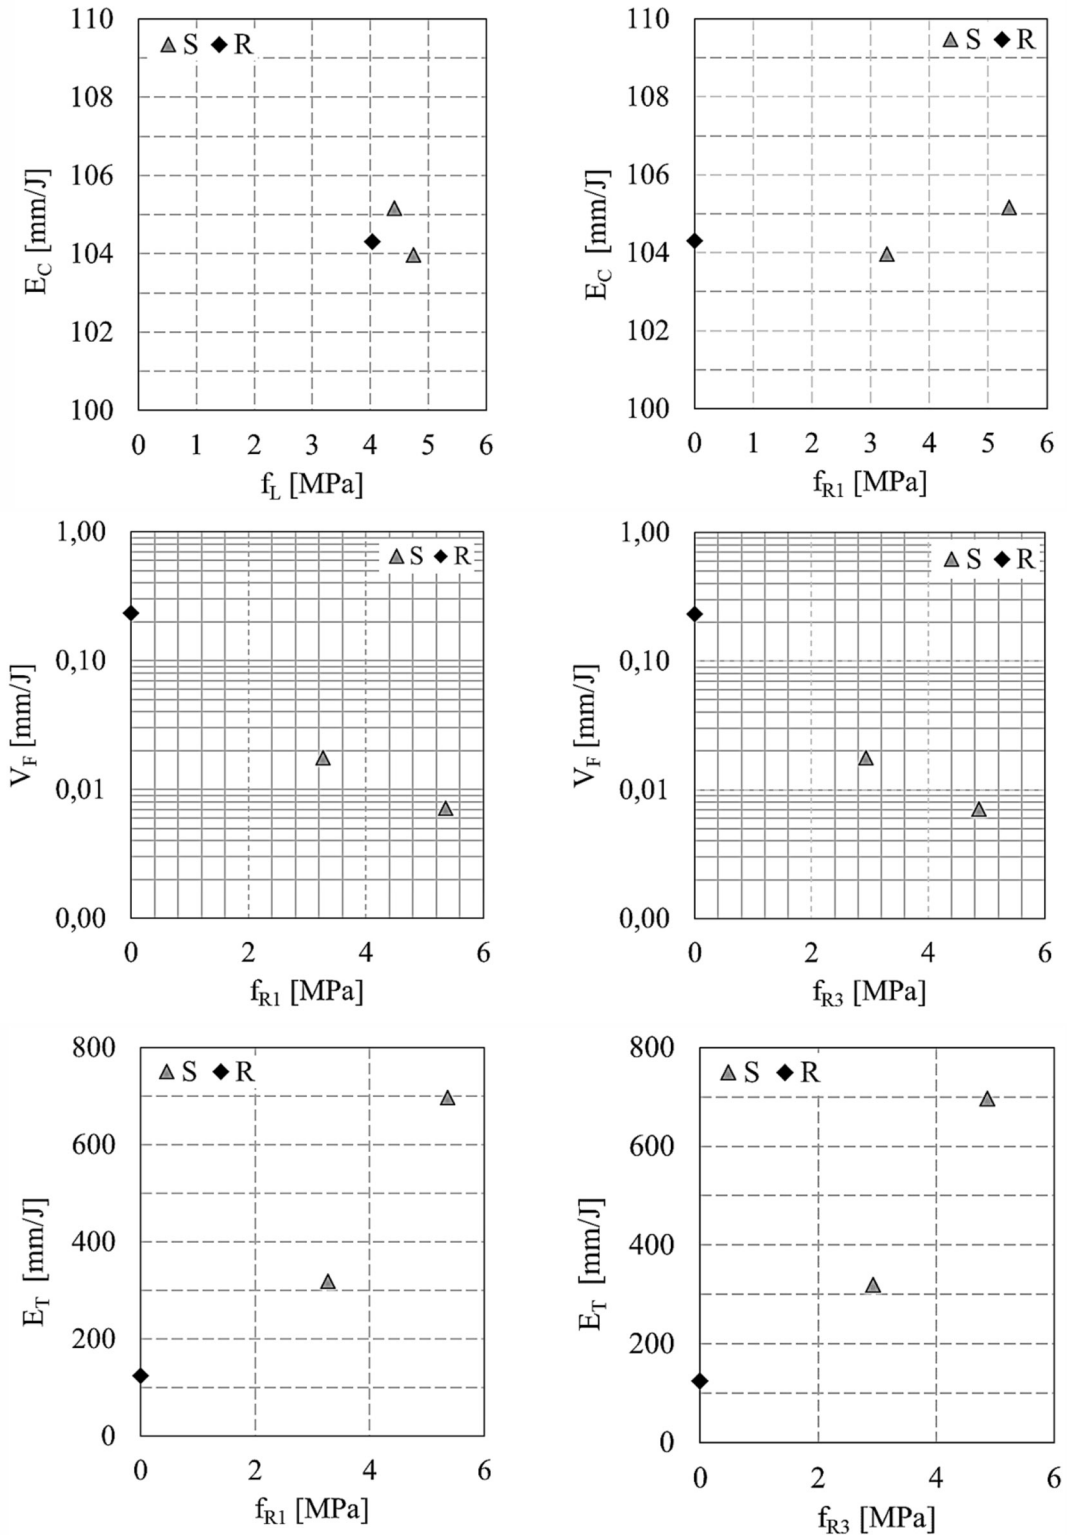 110
S R
108
106
104
102
100
E_C [mm/J]
0 1 2 3 4 5 6
f_L [MPa]
110
S R
108
106
104
102
100
E_C [mm/J]
0 1 2 3 4 5 6
f_R1 [MPa]
1,00
S R
0,10
0,01
0,00
V_F [mm/J]
0 2 4 6
f_R1 [MPa]
1,00
S R
0,10
0,01
0,00
V_F [mm/J]
0 2 4 6
f_R3 [MPa]
800
S R
600
400
200
0
E_T [mm/J]
0 2 4 6
f_R1 [MPa]
800
S R
600
400
200
0
E_T [mm/J]
0 2 4 6
f_R3 [MPa]